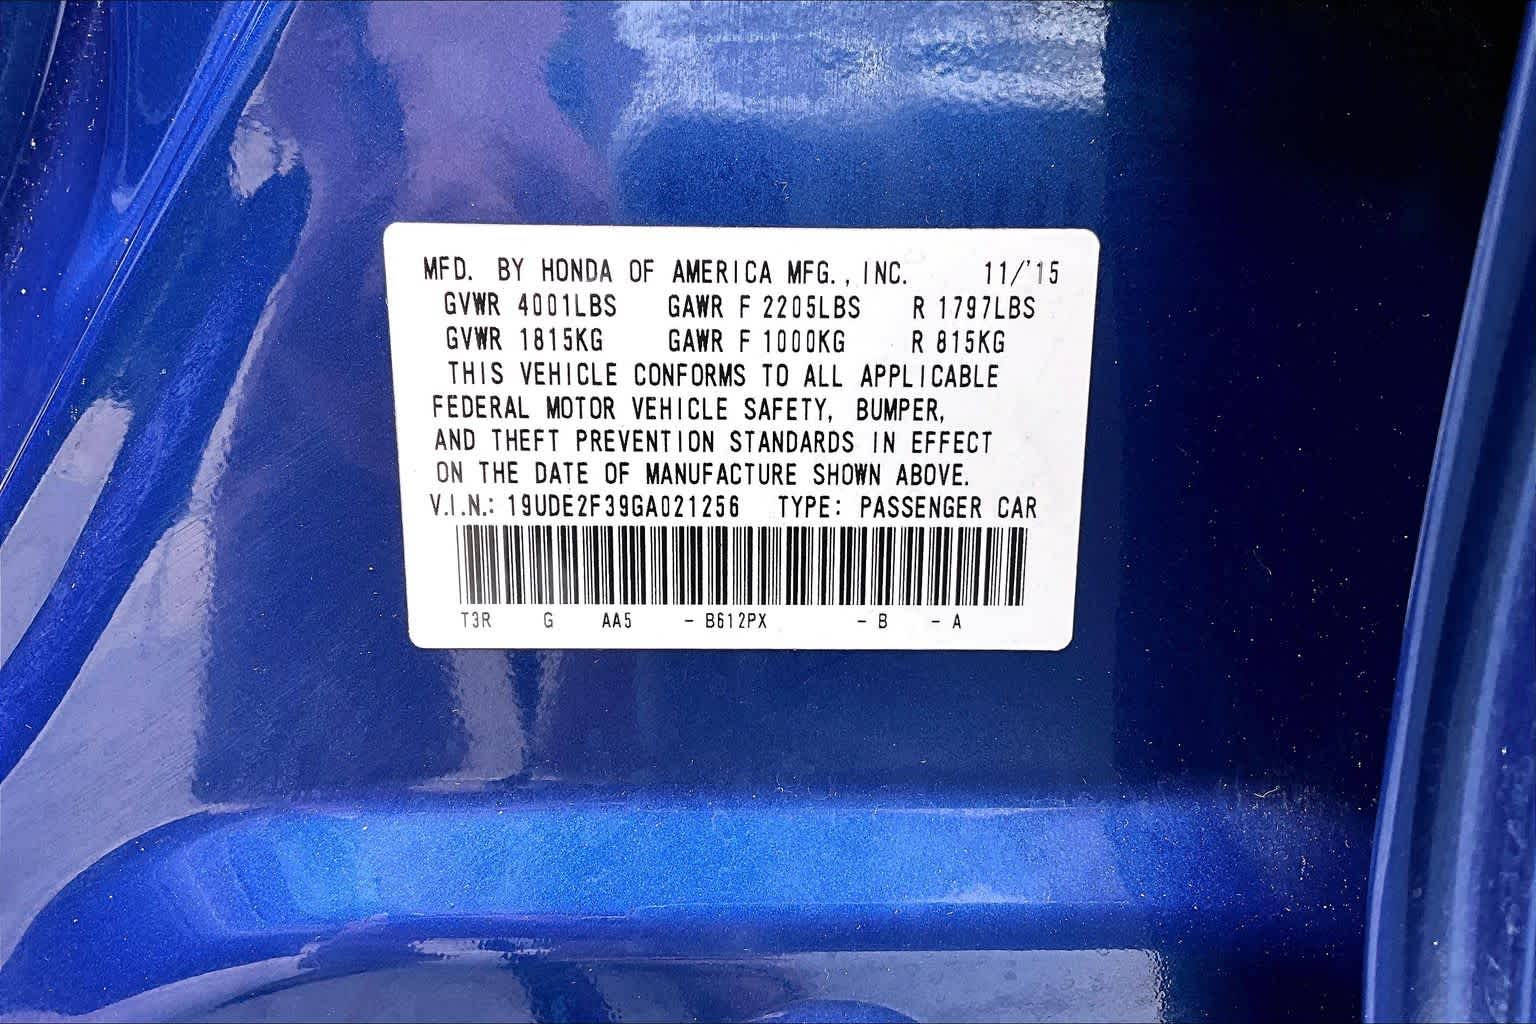 MFD. BY HONDA OF AMERICA MFG., INC. 11/'15
GVWR 4001LBS GAWR F 2205LBS R 1797LBS
GVWR 1815KG GAWR F 1000KG R 815KG
THIS VEHICLE CONFORMS TO ALL APPLICABLE
FEDERAL MOTOR VEHICLE SAFETY, BUMPER,
AND THEFT PREVENTION STANDARDS IN EFFECT
ON THE DATE OF MANUFACTURE SHOWN ABOVE.
V.I.N.: 19UDE2F39GA021256 TYPE: PASSENGER CAR
T3R G AA5 - B612PX - B - A